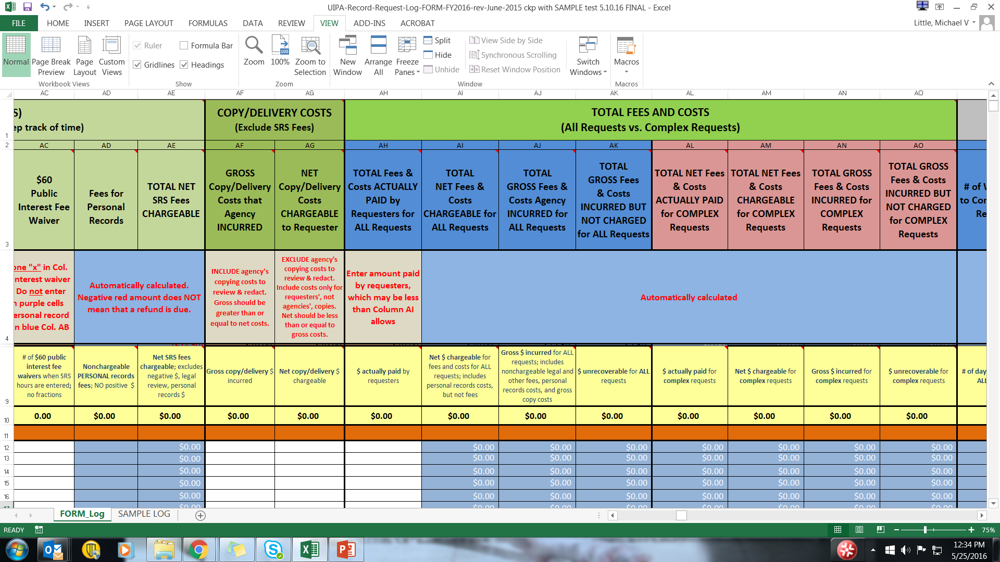 UIPA-Record-Request-Log-FORM-FY2016-rev-June-2015 ckp with SAMPLE test 5.10.16 FINAL - Excel
FILE HOME INSERT PAGE LAYOUT FORMULAS DATA REVIEW VIEW ADD-INS ACROBAT Little, Michael V
Normal
Page Break
Preview
Page
Layout
Custom
Views
Workbook Views
Ruler
Formula Bar
Gridlines
Headings
Show
Zoom
100
100%
Zoom to
Selection
Zoom
New
Window
Arrange
All
Freeze
Panes
Split
Hide
Unhide
View Side by Side
Synchronous Scrolling
Reset Window Position
Window
Switch
Windows
Macros
Macros
AC AD AE AF AG AH AI AJ AK AL AM AN AO
1
S)
ep track of time)
COPY/DELIVERY COSTS
(Exclude SRS Fees)
TOTAL FEES AND COSTS
(All Requests vs. Complex Requests)
2 AC AD AE AF AG AH AI AJ AK AL AM AN AO
3
$60
Public
Interest Fee
Waiver
Fees for
Personal
Records
TOTAL NET
SRS Fees
CHARGEABLE
GROSS
Copy/Delivery
Costs that
Agency
INCURRED
NET
Copy/Delivery
Costs
CHARGEABLE
to Requester
TOTAL Fees &
Costs ACTUALLY
PAID by
Requesters for
ALL Requests
TOTAL
NET Fees &
Costs
CHARGEABLE for
ALL Requests
TOTAL
GROSS Fees &
Costs Agency
INCURRED for
ALL Requests
TOTAL
GROSS Fees
& Costs
INCURRED BUT
NOT CHARGED
for ALL Requests
TOTAL NET Fees
& Costs
ACTUALLY PAID
for COMPLEX
Requests
TOTAL NET Fees
& Costs
CHARGEABLE
for COMPLEX
Requests
TOTAL GROSS
Fees & Costs
INCURRED for
COMPLEX
Requests
TOTAL GROSS
Fees & Costs
INCURRED BUT
NOT CHARGED
for COMPLEX
Requests
# of
to Cor
Re
4
one "x" in Col.
nterest waiver
Do not enter
n purple cells
ersonal record
n blue Col. AB
Automatically calculated.
Negative red amount does NOT
mean that a refund is due.
INCLUDE agency's
copying costs to
review & redact.
Gross should be
greater than or
equal to net costs.
EXCLUDE agency's
copying costs to
review & redact.
Include costs only for
requesters', not
agencies', copies.
Net should be less
than or equal to
gross costs.
Enter amount paid
by requesters,
which may be less
than Column AI
allows
Automatically calculated
9
# of $60 public
interest fee
waivers when SRS
hours are entered;
no fractions
Nonchargeable
PERSONAL records
fees; NO positive $
Net SRS fees
chargeable; excludes
negative $, legal
review, personal
records $
Gross copy/delivery $
incurred
Net copy/delivery $
chargeable
$ actually paid by
requesters
Net $ chargeable for
fees and costs for ALL
requests; includes
personal records costs,
but not fees
Gross $ incurred for ALL
requests; includes
nonchargeable legal and
other fees, personal
records costs, and gross
copy costs
$ unrecoverable for ALL
requests
$ actually paid for
complex requests
Net $ chargeable for
complex requests
Gross $ incurred for
complex requests
$ unrecoverable for
complex requests
# of day
ALL
10 0.00 $0.00 $0.00 $0.00 $0.00 $0.00 $0.00 $0.00 $0.00 $0.00 $0.00 $0.00 $0.00
11
12 $0.00 $0.00 $0.00 $0.00 $0.00 $0.00 $0.00 $0.00
13 $0.00 $0.00 $0.00 $0.00 $0.00 $0.00 $0.00 $0.00
14 $0.00 $0.00 $0.00 $0.00 $0.00 $0.00 $0.00 $0.00
15 $0.00 $0.00 $0.00 $0.00 $0.00 $0.00 $0.00 $0.00
16 $0.00 $0.00 $0.00 $0.00 $0.00 $0.00 $0.00 $0.00
17 $0.00 $0.00 $0.00 $0.00 $0.00 $0.00 $0.00 $0.00
FORM_Log SAMPLE LOG
READY 75%
12:34 PM
5/25/2016